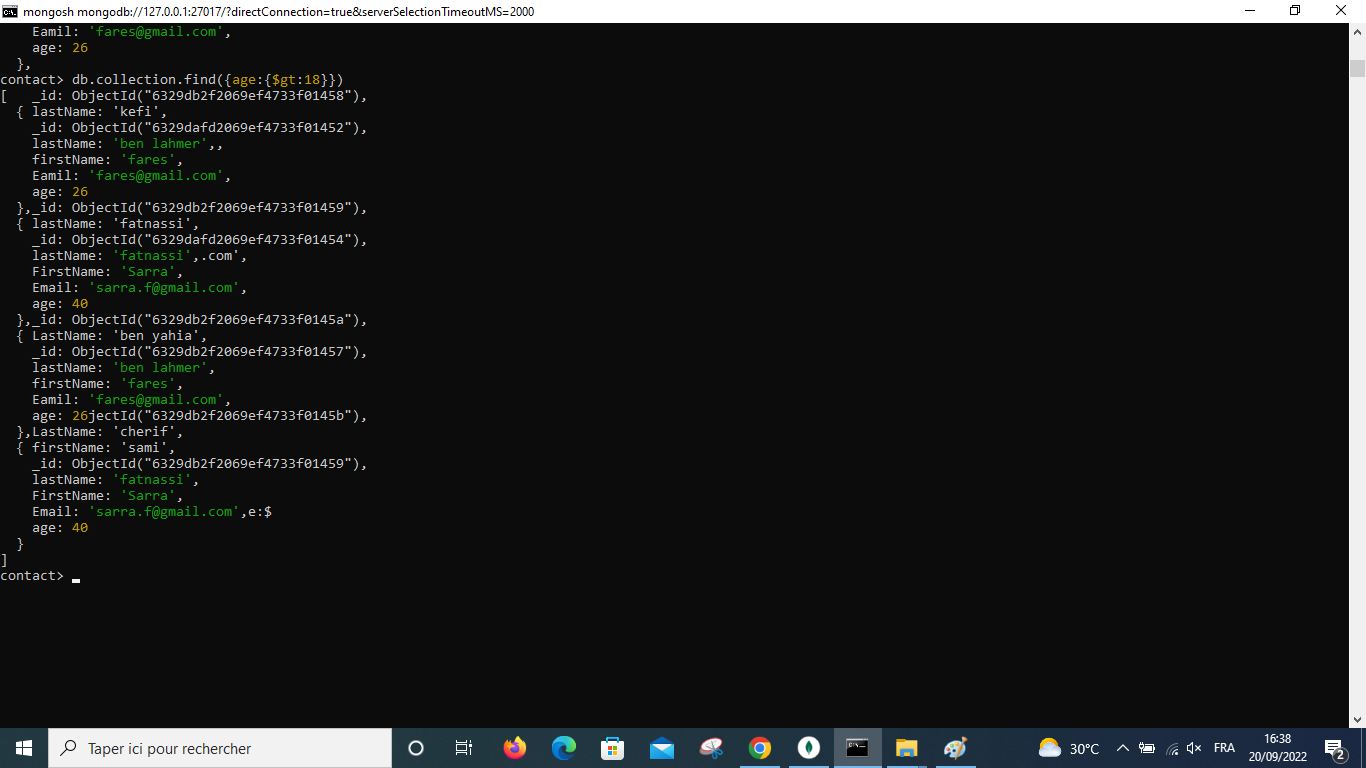 mongosh mongodb://127.0.0.1:27017/?directConnection=true&serverSelectionTimeoutMS=2000
Eamil: 'fares@gmail.com',
age: 26
},
contact> db.collection.find({age:{$gt:18}})
[   _id: ObjectId("6329db2f2069ef4733f01458"),
{ lastName: 'kefi',
_id: ObjectId("6329dafd2069ef4733f01452"),
lastName: 'ben lahmer',,
firstName: 'fares',
Eamil: 'fares@gmail.com',
age: 26
},_id: ObjectId("6329db2f2069ef4733f01459"),
{ lastName: 'fatnassi',
_id: ObjectId("6329dafd2069ef4733f01454"),
lastName: 'fatnassi',.com',
FirstName: 'Sarra',
Email: 'sarra.f@gmail.com',
age: 40
},_id: ObjectId("6329db2f2069ef4733f0145a"),
{ LastName: 'ben yahia',
_id: ObjectId("6329db2f2069ef4733f01457"),
lastName: 'ben lahmer',
firstName: 'fares',
Eamil: 'fares@gmail.com',
age: 26jectId("6329db2f2069ef4733f0145b"),
},LastName: 'cherif',
{ firstName: 'sami',
_id: ObjectId("6329db2f2069ef4733f01459"),
lastName: 'fatnassi',
FirstName: 'Sarra',
Email: 'sarra.f@gmail.com',e:$
age: 40
}
]
contact>
Taper ici pour rechercher
30°C
FRA
16:38
20/09/2022
2